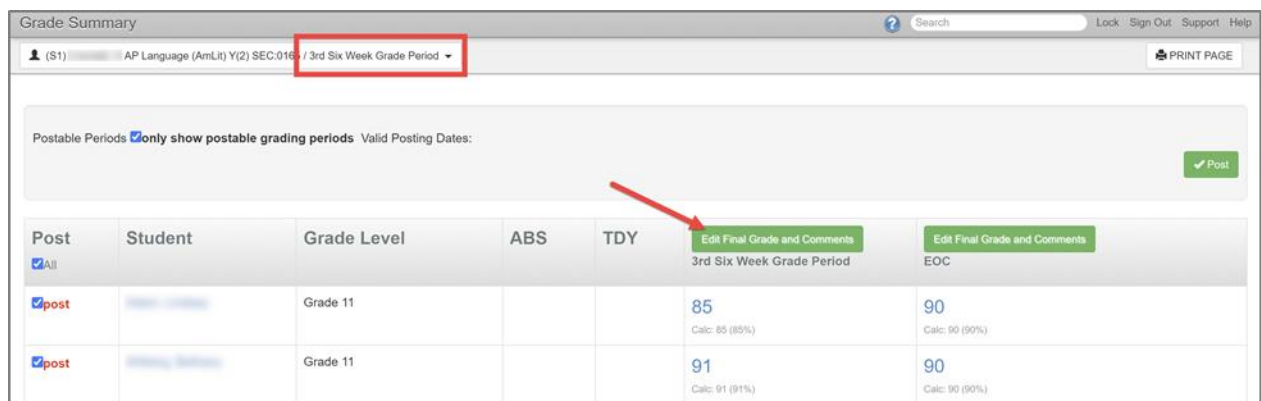 Grade Summary
? Search Lock Sign Out Support Help
(S1) AP Language (AmLit) Y(2) SEC:016 / 3rd Six Week Grade Period PRINT PAGE
Postable Periods only show postable grading periods Valid Posting Dates:
Post
Post Student Grade Level ABS TDY Edit Final Grade and Comments Edit Final Grade and Comments
All 3rd Six Week Grade Period EOC
post Grade 11 85 90
Calc: 85 (85%) Calc: 90 (90%)
post Grade 11 91 90
Calc: 91 (91%) Calc: 90 (90%)